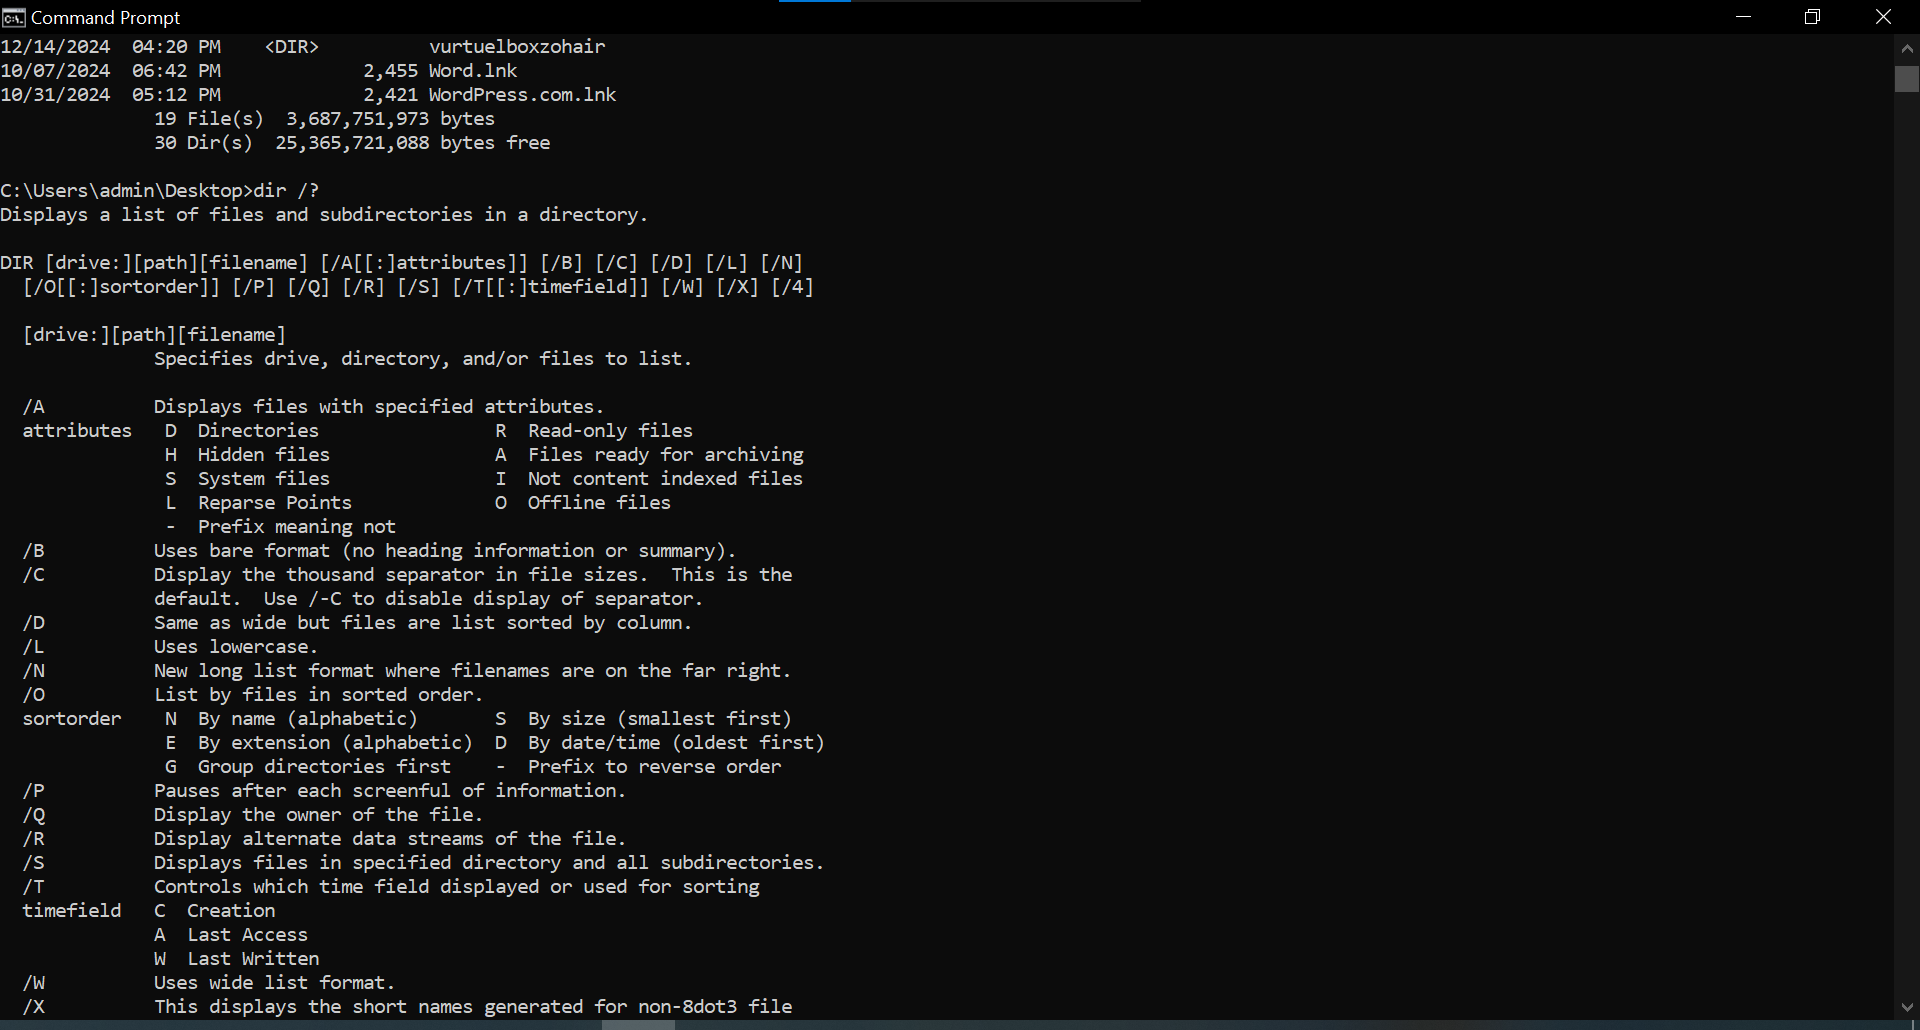 Command Prompt
12/14/2024  04:20 PM    <DIR>          vurtuelboxzohair
10/07/2024  06:42 PM             2,455 Word.lnk
10/31/2024  05:12 PM             2,421 WordPress.com.lnk
              19 File(s)  3,687,751,973 bytes
              30 Dir(s)  25,365,721,088 bytes free

C:\Users\admin\Desktop>dir /?
Displays a list of files and subdirectories in a directory.

DIR [drive:][path][filename] [/A[[:]attributes]] [/B] [/C] [/D] [/L] [/N]
  [/O[[:]sortorder]] [/P] [/Q] [/R] [/S] [/T[[:]timefield]] [/W] [/X] [/4]

  [drive:][path][filename]
              Specifies drive, directory, and/or files to list.

  /A          Displays files with specified attributes.
  attributes   D  Directories                R  Read-only files
               H  Hidden files               A  Files ready for archiving
               S  System files               I  Not content indexed files
               L  Reparse Points             O  Offline files
               -  Prefix meaning not
  /B          Uses bare format (no heading information or summary).
  /C          Display the thousand separator in file sizes.  This is the
              default.  Use /-C to disable display of separator.
  /D          Same as wide but files are list sorted by column.
  /L          Uses lowercase.
  /N          New long list format where filenames are on the far right.
  /O          List by files in sorted order.
  sortorder    N  By name (alphabetic)       S  By size (smallest first)
               E  By extension (alphabetic)  D  By date/time (oldest first)
               G  Group directories first    -  Prefix to reverse order
  /P          Pauses after each screenful of information.
  /Q          Display the owner of the file.
  /R          Display alternate data streams of the file.
  /S          Displays files in specified directory and all subdirectories.
  /T          Controls which time field displayed or used for sorting
  timefield   C  Creation
              A  Last Access
              W  Last Written
  /W          Uses wide list format.
  /X          This displays the short names generated for non-8dot3 file